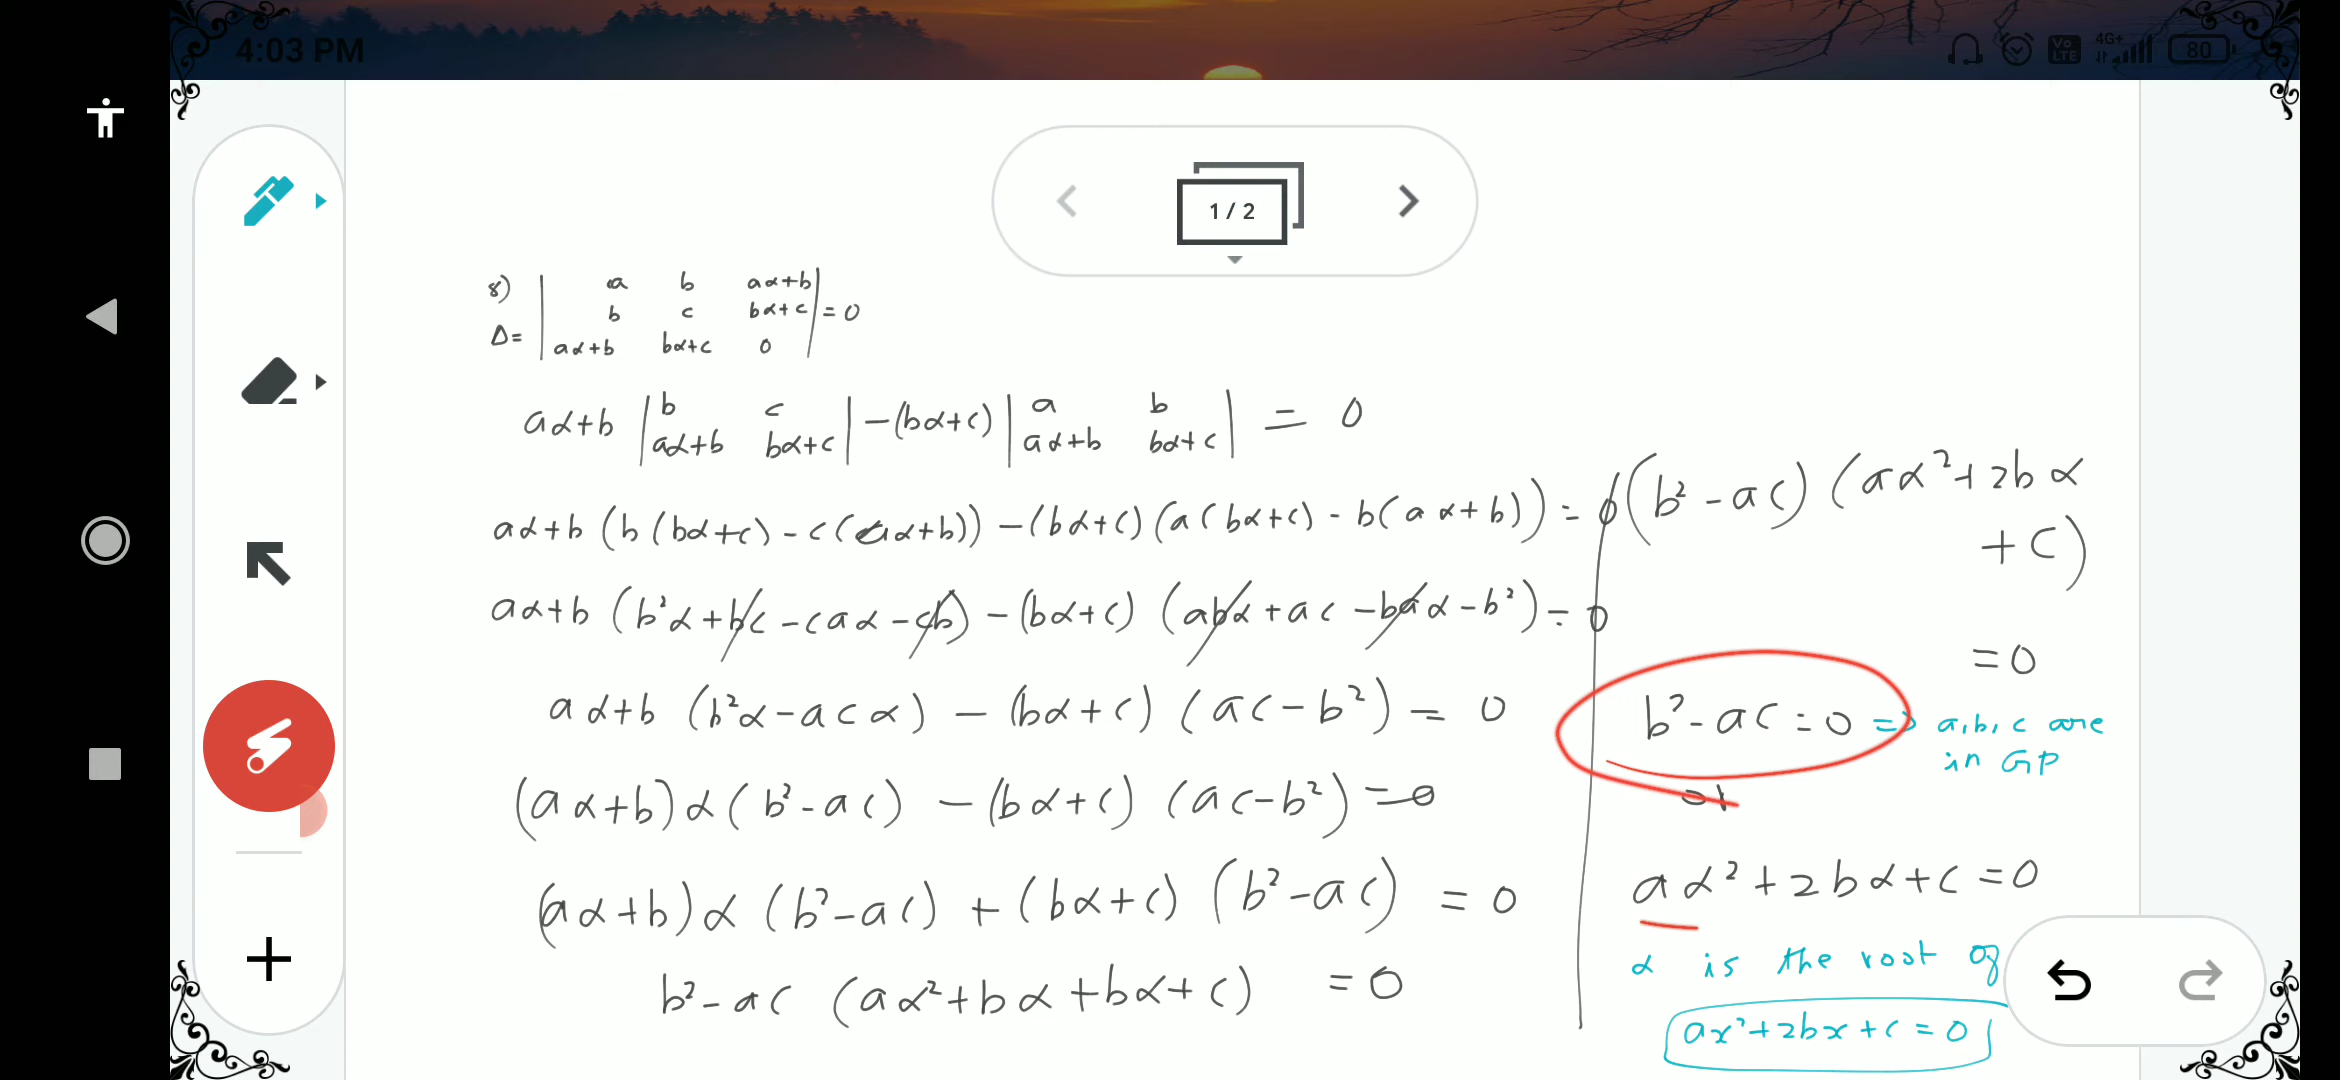 4:03 PM
Vo LTE 4G+ 80
1 / 2
8)
Δ = | a b aα+b |
| b c bα+c | = 0
| aα+b bα+c 0 |
aα+b | b c | - (bα+c) | a b | = 0
| aα+b bα+c | | aα+b bα+c |
aα+b (b(bα+c) - c(aα+b)) - (bα+c)(a(bα+c) - b(aα+b)) = 0
aα+b (b²α + bc - caα - cb) - (bα+c) (abα + ac - baα - b²) = 0
aα+b (b²α - acα) - (bα+c) (ac - b²) = 0
(aα+b)α(b² - ac) - (bα+c) (ac - b²) = 0
(aα+b)α (b² - ac) + (bα+c) (b² - ac) = 0
b² - ac (aα² + bα + bα + c) = 0
(b² - ac) (aα² + 2bα
+ c)
= 0
b² - ac = 0 => a, b, c are
in GP
or
aα² + 2bα + c = 0
α is the root of
ax² + 2bx + c = 0